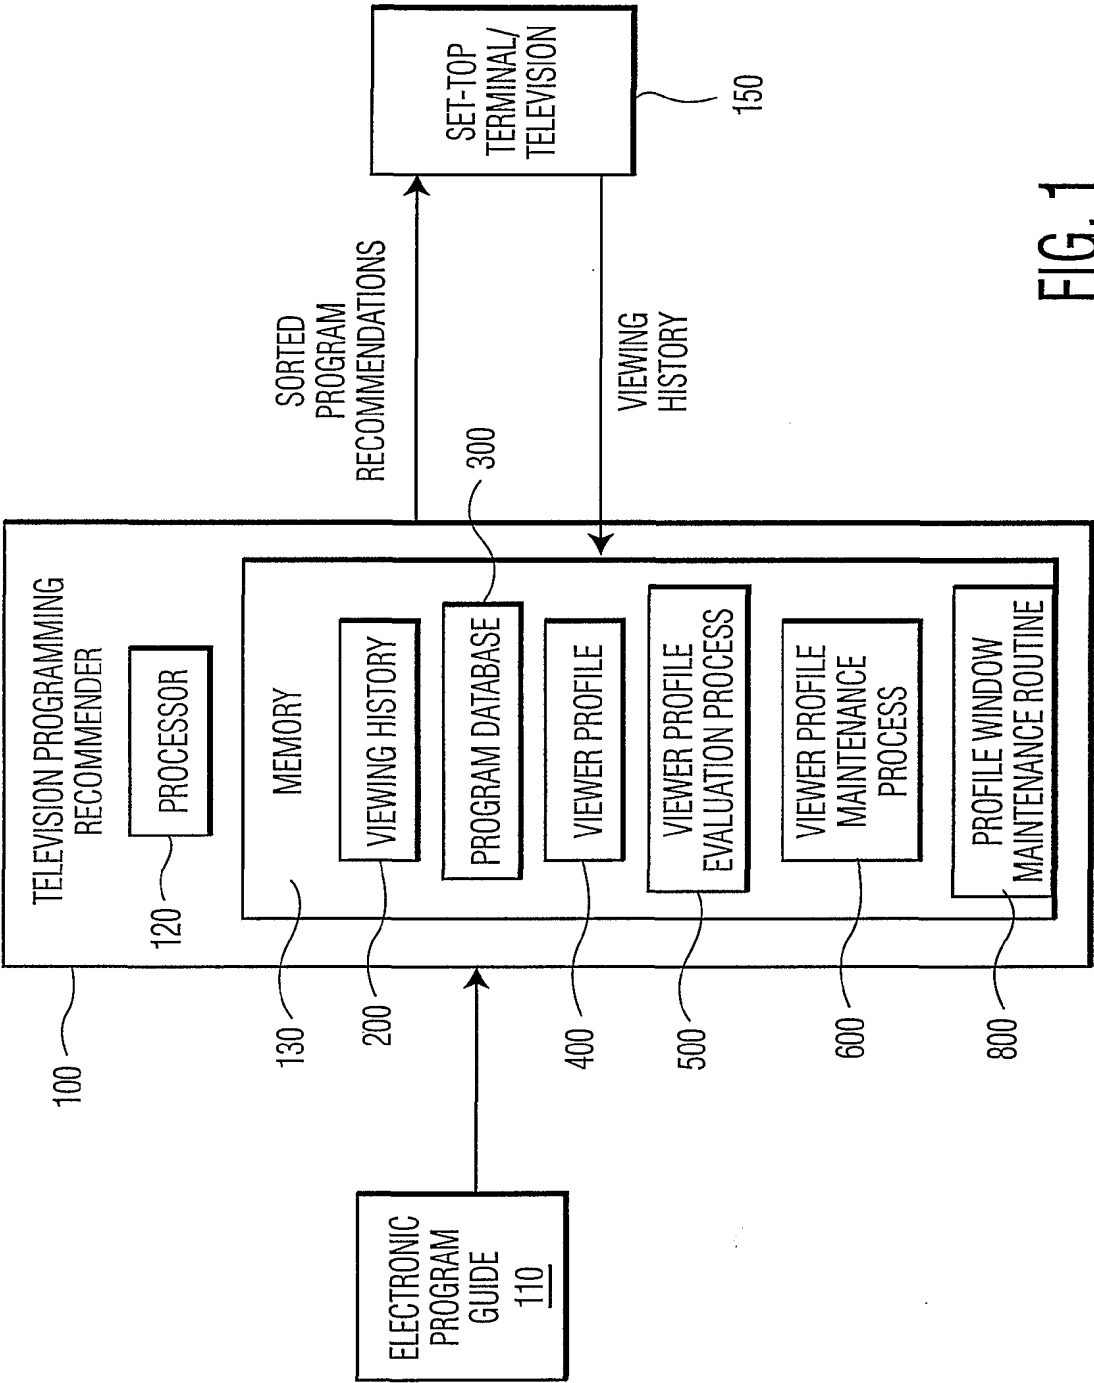 TELEVISION PROGRAMMING
RECOMMENDER
100
PROCESSOR
120
MEMORY
130
VIEWING HISTORY
200
PROGRAM DATABASE
300
VIEWER PROFILE
400
VIEWER PROFILE
EVALUATION PROCESS
500
VIEWER PROFILE
MAINTENANCE
PROCESS
600
PROFILE WINDOW
MAINTENANCE ROUTINE
800
ELECTRONIC
PROGRAM
GUIDE
110
SORTED
PROGRAM
RECOMMENDATIONS
VIEWING
HISTORY
SET-TOP
TERMINAL/
TELEVISION
150
FIG. 1